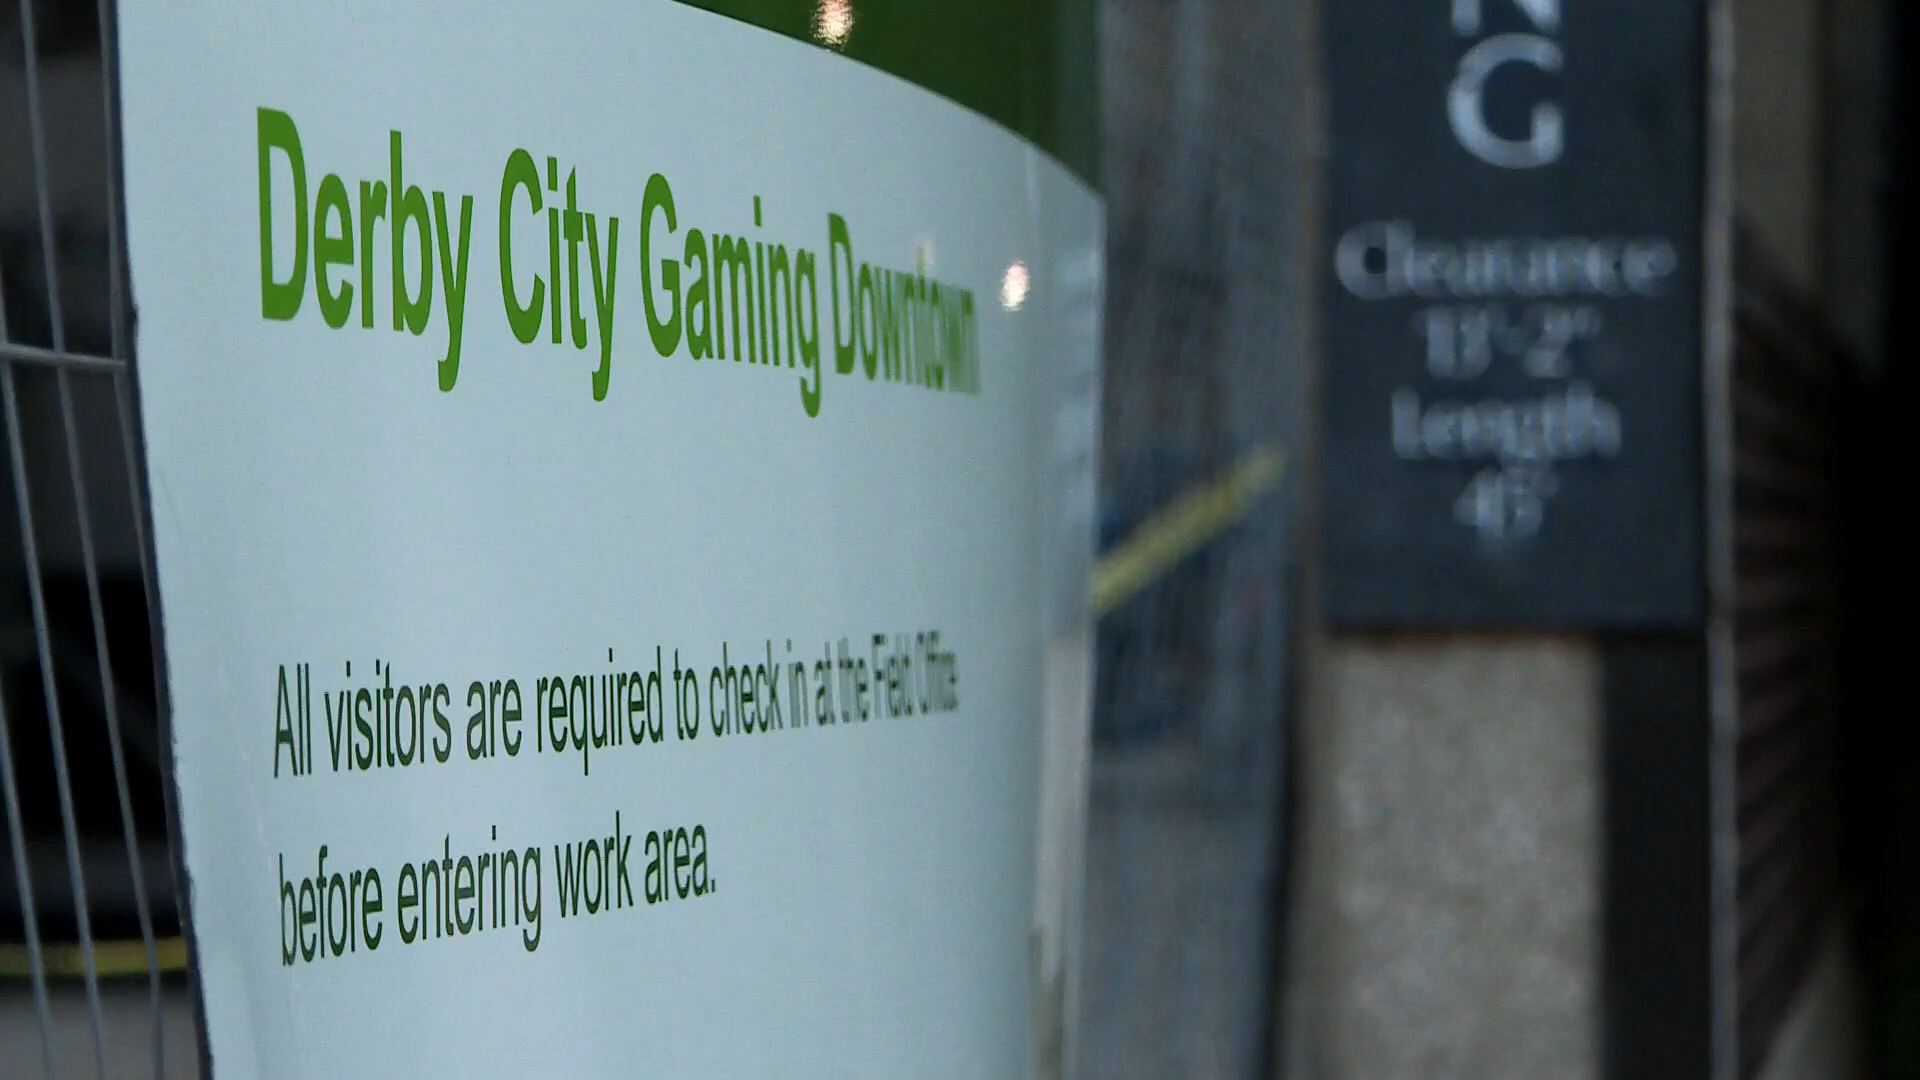 Derby City Gaming Downtown
All visitors are required to check in at the Field Office
before entering work area.
N
G
Clearance
13'-2"
Length
45'